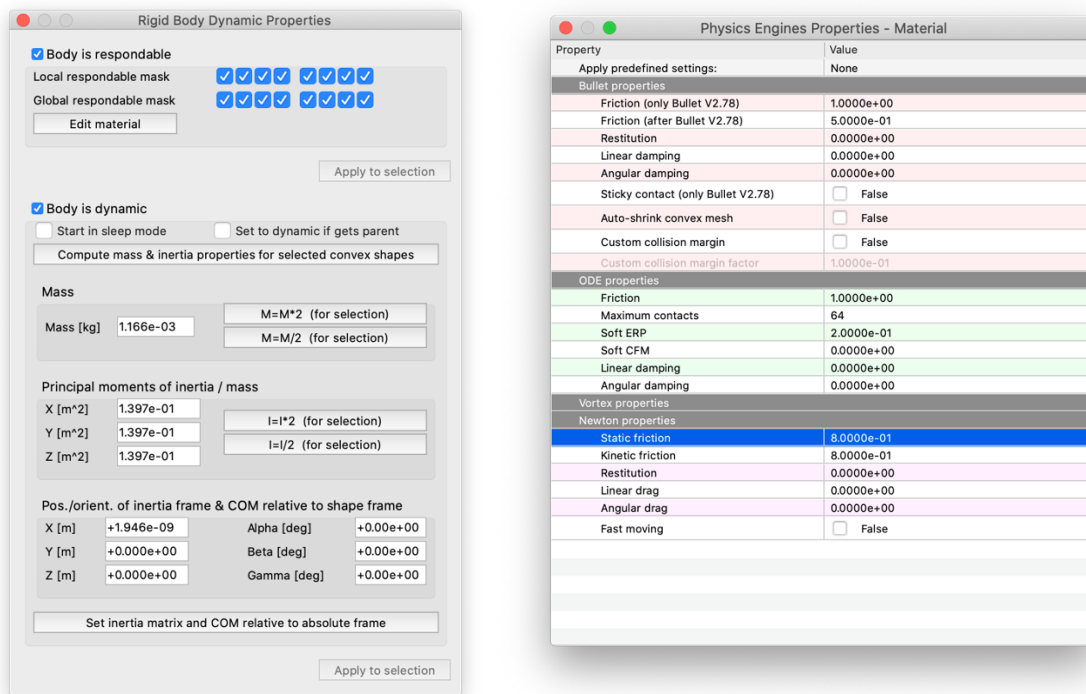 Rigid Body Dynamic Properties
Body is respondable
Local respondable mask
Global respondable mask
Edit material
Apply to selection
Body is dynamic
Start in sleep mode Set to dynamic if gets parent
Compute mass & inertia properties for selected convex shapes
Mass
Mass [kg] 1.166e-03
M=M*2 (for selection)
M=M/2 (for selection)
Principal moments of inertia / mass
X [m^2] 1.397e-01
Y [m^2] 1.397e-01
Z [m^2] 1.397e-01
I=I*2 (for selection)
I=I/2 (for selection)
Pos./orient. of inertia frame & COM relative to shape frame
X [m] +1.946e-09 Alpha [deg] +0.00e+00
Y [m] +0.000e+00 Beta [deg] +0.00e+00
Z [m] +0.000e+00 Gamma [deg] +0.00e+00
Set inertia matrix and COM relative to absolute frame
Apply to selection
Physics Engines Properties - Material
Property Value
Apply predefined settings: None
Bullet properties
Friction (only Bullet V2.78) 1.0000e+00
Friction (after Bullet V2.78) 5.0000e-01
Restitution 0.0000e+00
Linear damping 0.0000e+00
Angular damping 0.0000e+00
Sticky contact (only Bullet V2.78) False
Auto-shrink convex mesh False
Custom collision margin False
Custom collision margin factor 1.0000e-01
ODE properties
Friction 1.0000e+00
Maximum contacts 64
Soft ERP 2.0000e-01
Soft CFM 0.0000e+00
Linear damping 0.0000e+00
Angular damping 0.0000e+00
Vortex properties
Newton properties
Static friction 8.0000e-01
Kinetic friction 8.0000e-01
Restitution 0.0000e+00
Linear drag 0.0000e+00
Angular drag 0.0000e+00
Fast moving False